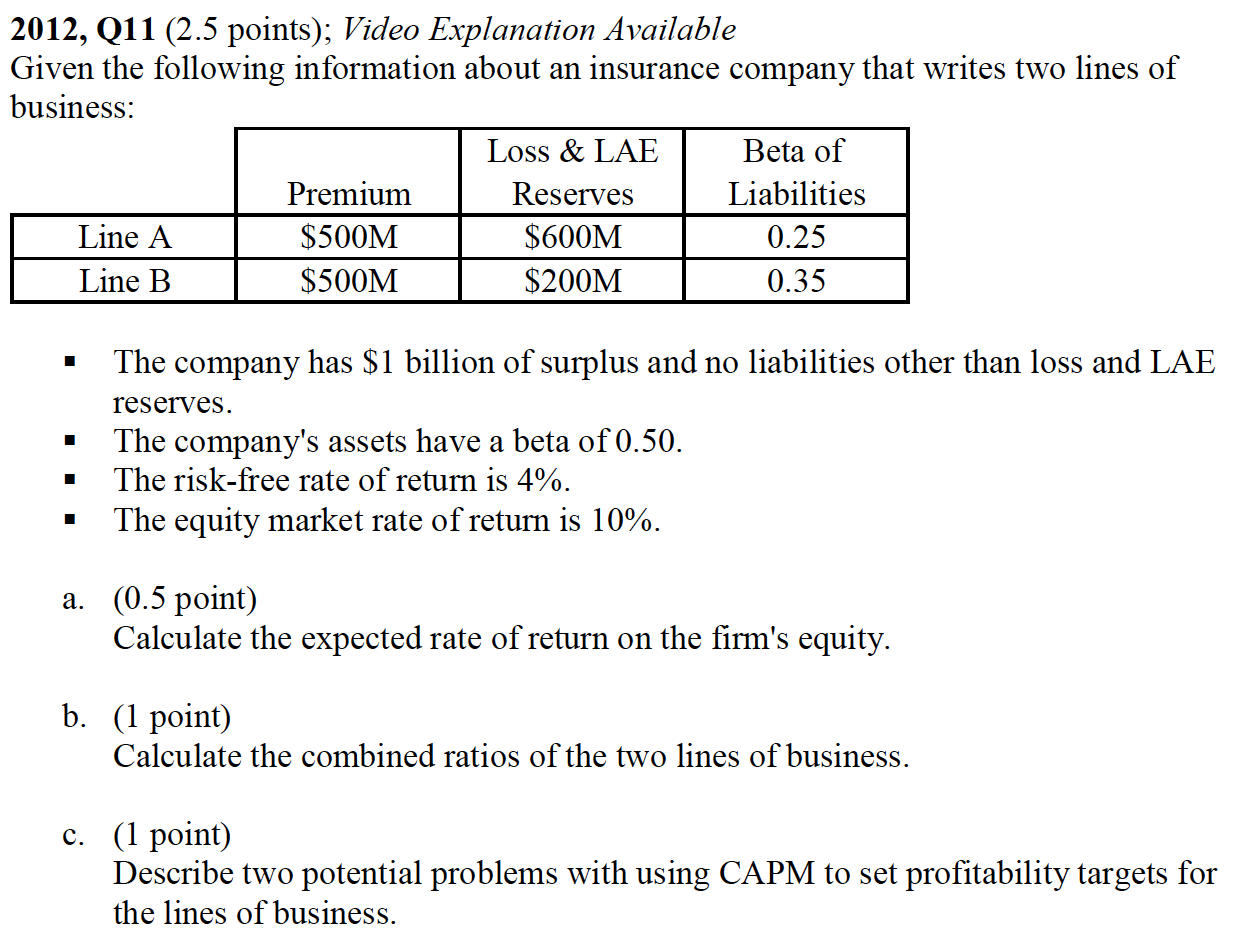 2012, Q11 (2.5 points); Video Explanation Available
Given the following information about an insurance company that writes two lines of
business:
Premium Loss & LAE Reserves Beta of Liabilities
Line A $500M $600M 0.25
Line B $500M $200M 0.35
▪ The company has $1 billion of surplus and no liabilities other than loss and LAE
reserves.
▪ The company's assets have a beta of 0.50.
▪ The risk-free rate of return is 4%.
▪ The equity market rate of return is 10%.
a. (0.5 point)
Calculate the expected rate of return on the firm's equity.
b. (1 point)
Calculate the combined ratios of the two lines of business.
c. (1 point)
Describe two potential problems with using CAPM to set profitability targets for
the lines of business.